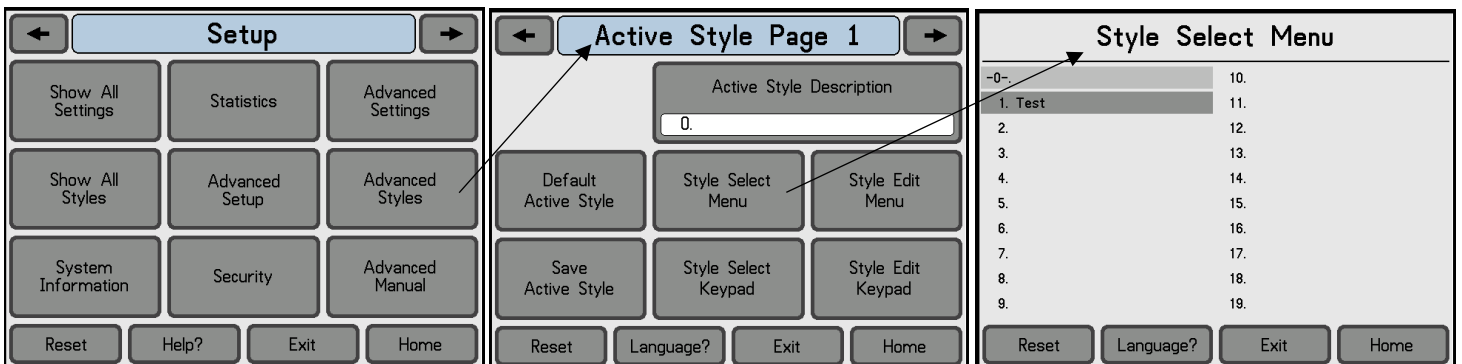 Setup
Show All
Settings
Statistics
Advanced
Settings
Show All
Styles
Advanced
Setup
Advanced
Styles
System
Information
Security
Advanced
Manual
Reset
Help?
Exit
Home
Active Style Page 1
Active Style Description
0.
Default
Active Style
Style Select
Menu
Style Edit
Menu
Save
Active Style
Style Select
Keypad
Style Edit
Keypad
Reset
Language?
Exit
Home
Style Select Menu
-0-.
1. Test
2.
3.
4.
5.
6.
7.
8.
9.
10.
11.
12.
13.
14.
15.
16.
17.
18.
19.
Reset
Language?
Exit
Home